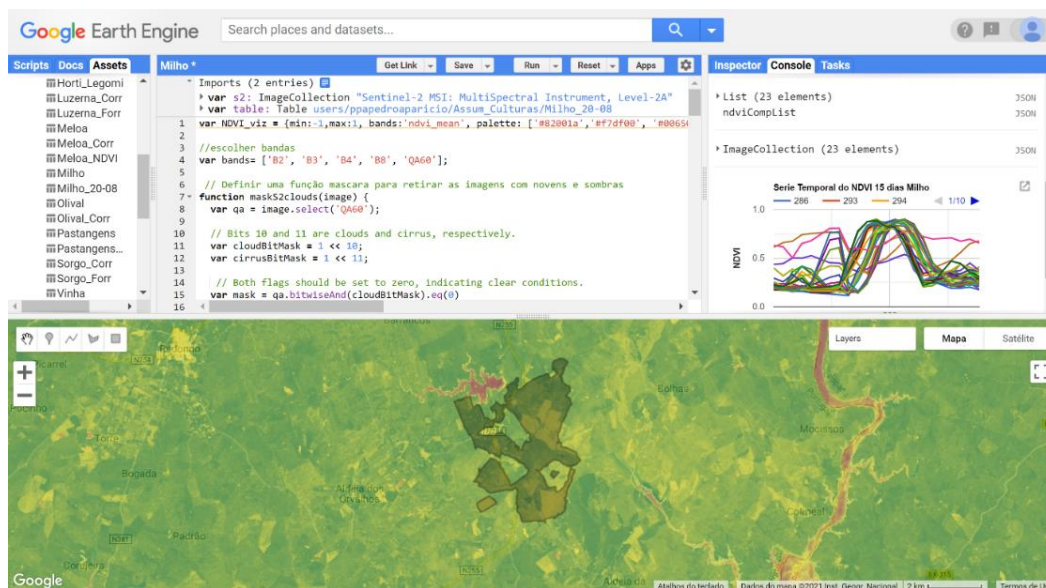 Google Earth Engine
Search places and datasets...
Scripts Docs Assets
Horti_Legomi
Luzerna_Corr
Luzerna_Forr
Meloa
Meloa_Corr
Meloa_NDVI
Milho
Milho_20-08
Olival
Olival_Corr
Pastangens
Pastangens...
Sorgo_Corr
Sorgo_Forr
Vinha
Milho *
Get Link Save Run Reset Apps
Imports (2 entries)
var s2: ImageCollection "Sentinel-2 MSI: MultiSpectral Instrument, Level-2A"
var table: Table users/ppapedroaparicio/Assum_Culturas/Milho_20-08
1 var NDVI_viz = {min:-1,max:1, bands:'ndvi_mean', palette: ['#82001a','#f7df00', '#00656
2
3 //escolher bandas
4 var bands= ['B2', 'B3', 'B4', 'B8', 'QA60'];
5
6 // Definir uma função mascara para retirar as imagens com novens e sombras
7 function maskS2clouds(image) {
8 var qa = image.select('QA60');
9
10 // Bits 10 and 11 are clouds and cirrus, respectively.
11 var cloudBitMask = 1 << 10;
12 var cirrusBitMask = 1 << 11;
13
14 // Both flags should be set to zero, indicating clear conditions.
15 var mask = qa.bitwiseAnd(cloudBitMask).eq(0)
16
Inspector Console Tasks
List (23 elements) JSON
ndviCompList JSON
ImageCollection (23 elements) JSON
Serie Temporal do NDVI 15 dias Milho
286 293 294 1/10
1.0
NDVI
0.5
0.0
Layers
Mapa Satélite
Redondo
Bogada
Aldeia dos Orvalhos
Padrão
Mocissos
Aldeia da
Google
Atalhos do teclado Dados do mapa ©2021 Inst. Geogr. Nacional 2 km Termos de